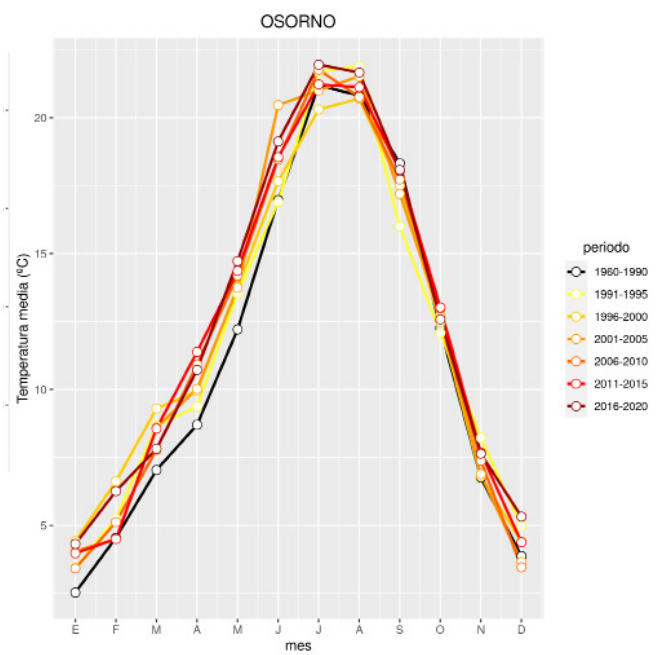 OSORNO
Temperatura media (ºC)
20
15
10
5
E F M A M J J A S O N D
mes
periodo
1960-1990
1991-1995
1996-2000
2001-2005
2006-2010
2011-2015
2016-2020